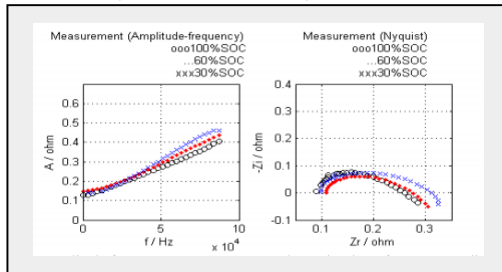 Measurement (Amplitude-frequency)
ooo100%SOC
...60%SOC
xxx30%SOC
A / ohm
0.6
0.5
0.4
0.3
0.2
0.1
0
0
5
10
f / Hz
x 10^4
Measurement (Nyquist)
ooo100%SOC
...60%SOC
xxx30%SOC
-Zi / ohm
0.4
0.3
0.2
0.1
0
-0.1
0.1
0.2
0.3
Zr / ohm